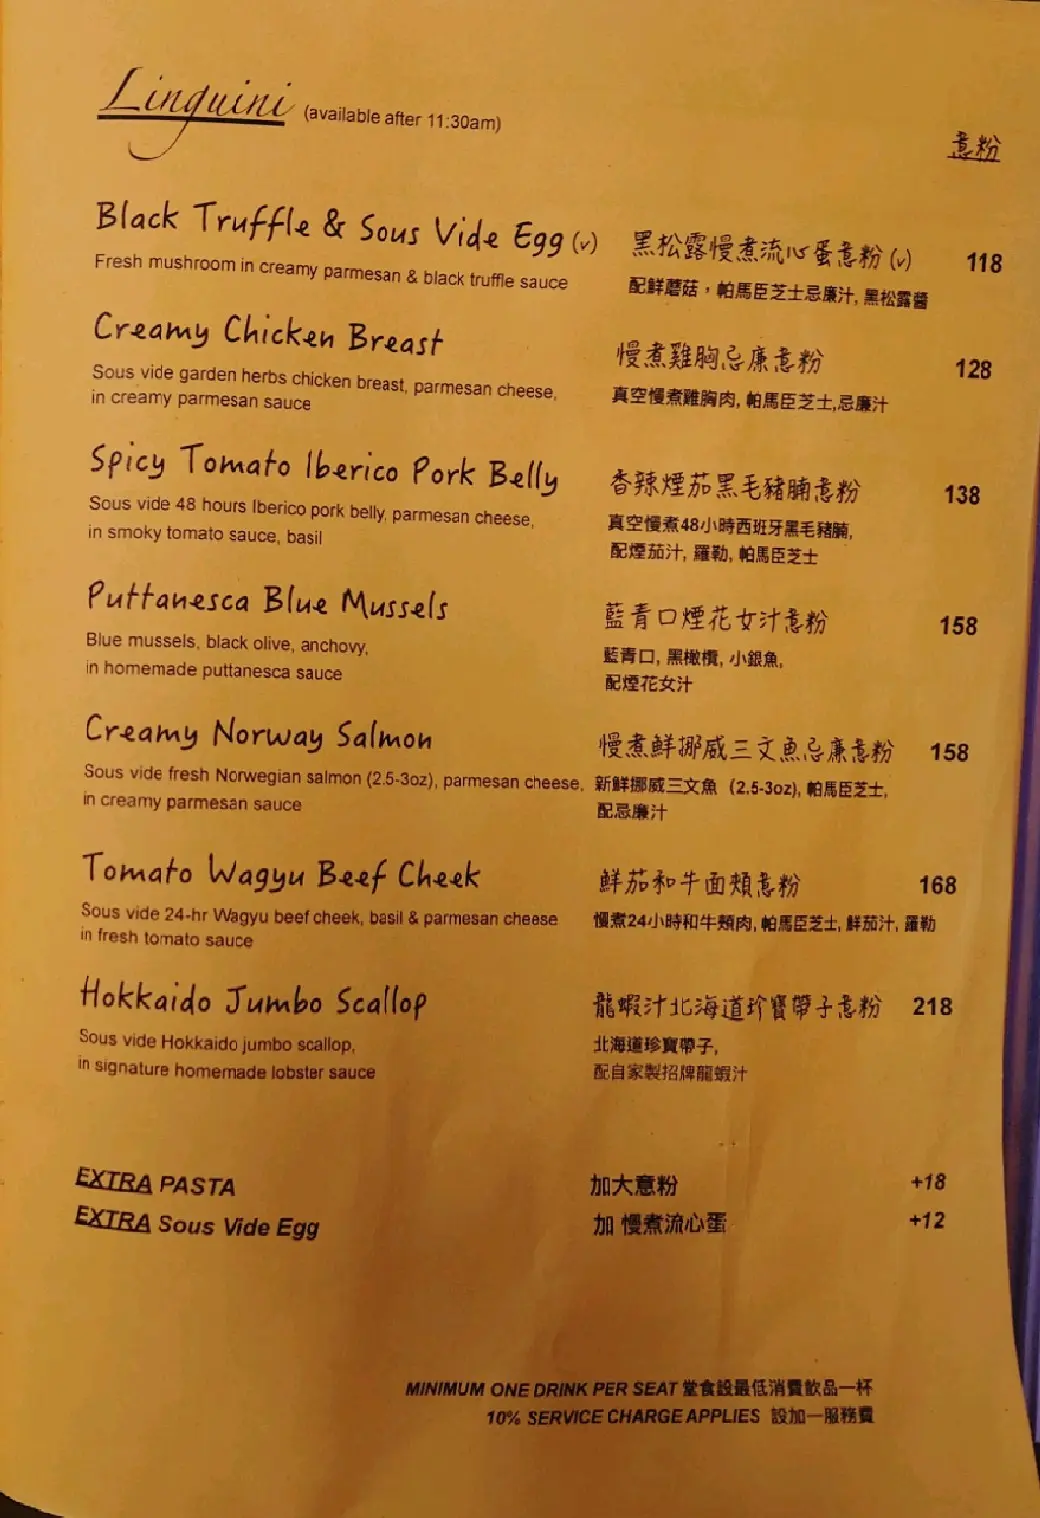 Linguini (available after 11:30am)
意粉
Black Truffle & Sous Vide Egg (v) 黑松露慢煮流心蛋意粉 (v) 118
Fresh mushroom in creamy parmesan & black truffle sauce 配鮮蘑菇，帕馬臣芝士忌廉汁, 黑松露醬
Creamy Chicken Breast 慢煮雞胸忌廉意粉 128
Sous vide garden herbs chicken breast, parmesan cheese, 真空慢煮雞胸肉, 帕馬臣芝士,忌廉汁
in creamy parmesan sauce
Spicy Tomato Iberico Pork Belly 香辣煙茄黑毛豬腩意粉 138
Sous vide 48 hours Iberico pork belly, parmesan cheese, 真空慢煮48小時西班牙黑毛豬腩,
in smoky tomato sauce, basil 配煙茄汁, 羅勒, 帕馬臣芝士
Puttanesca Blue Mussels 藍青口煙花女汁意粉 158
Blue mussels, black olive, anchovy, 藍青口, 黑橄欖, 小銀魚,
in homemade puttanesca sauce 配煙花女汁
Creamy Norway Salmon 慢煮鮮挪威三文魚忌廉意粉 158
Sous vide fresh Norwegian salmon (2.5-3oz), parmesan cheese, 新鮮挪威三文魚 (2.5-3oz), 帕馬臣芝士,
in creamy parmesan sauce 配忌廉汁
Tomato Wagyu Beef Cheek 鮮茄和牛面頰意粉 168
Sous vide 24-hr Wagyu beef cheek, basil & parmesan cheese 慢煮24小時和牛頰肉, 帕馬臣芝士, 鮮茄汁, 羅勒
in fresh tomato sauce
Hokkaido Jumbo Scallop 龍蝦汁北海道珍寶帶子意粉 218
Sous vide Hokkaido jumbo scallop, 北海道珍寶帶子,
in signature homemade lobster sauce 配自家製招牌龍蝦汁
EXTRA PASTA 加大意粉 +18
EXTRA Sous Vide Egg 加 慢煮流心蛋 +12
MINIMUM ONE DRINK PER SEAT 堂食設最低消費飲品一杯
10% SERVICE CHARGE APPLIES 設加一服務費